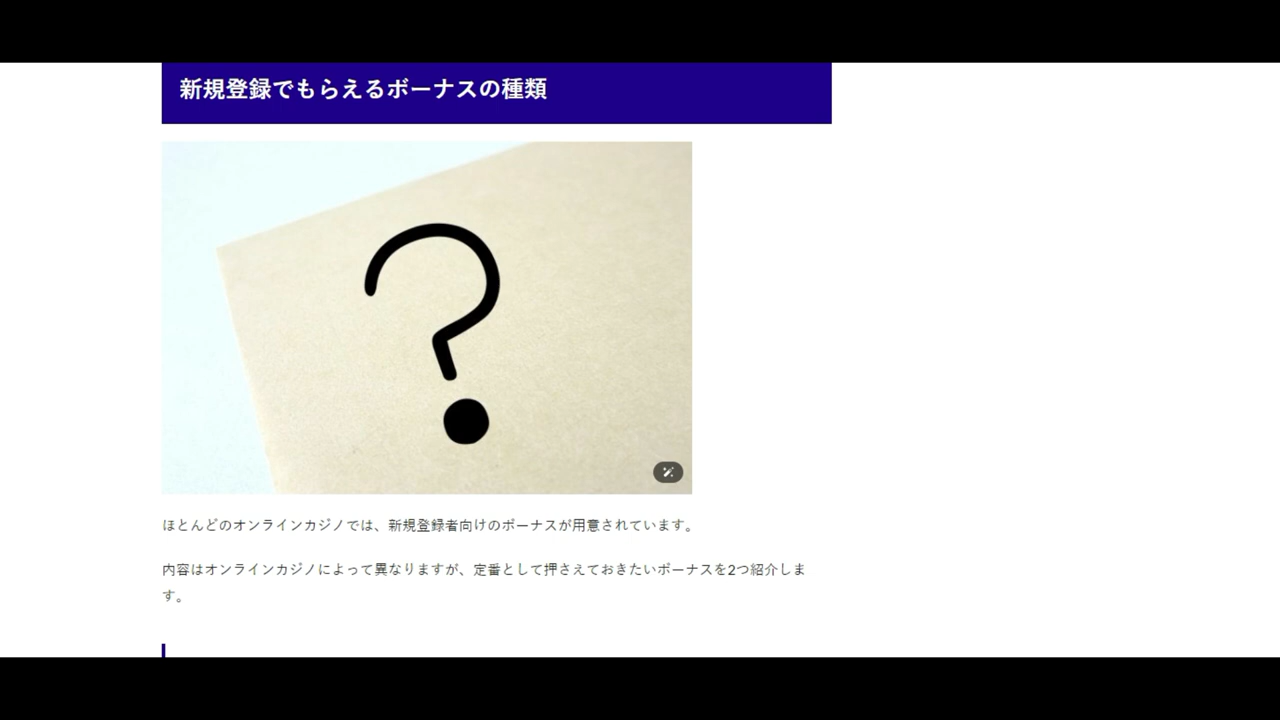 新規登録でもらえるボーナスの種類
?
ほとんどのオンラインカジノでは、新規登録者向けのボーナスが用意されています。
内容はオンラインカジノによって異なりますが、定番として押さえておきたいボーナスを2つ紹介しま
す。